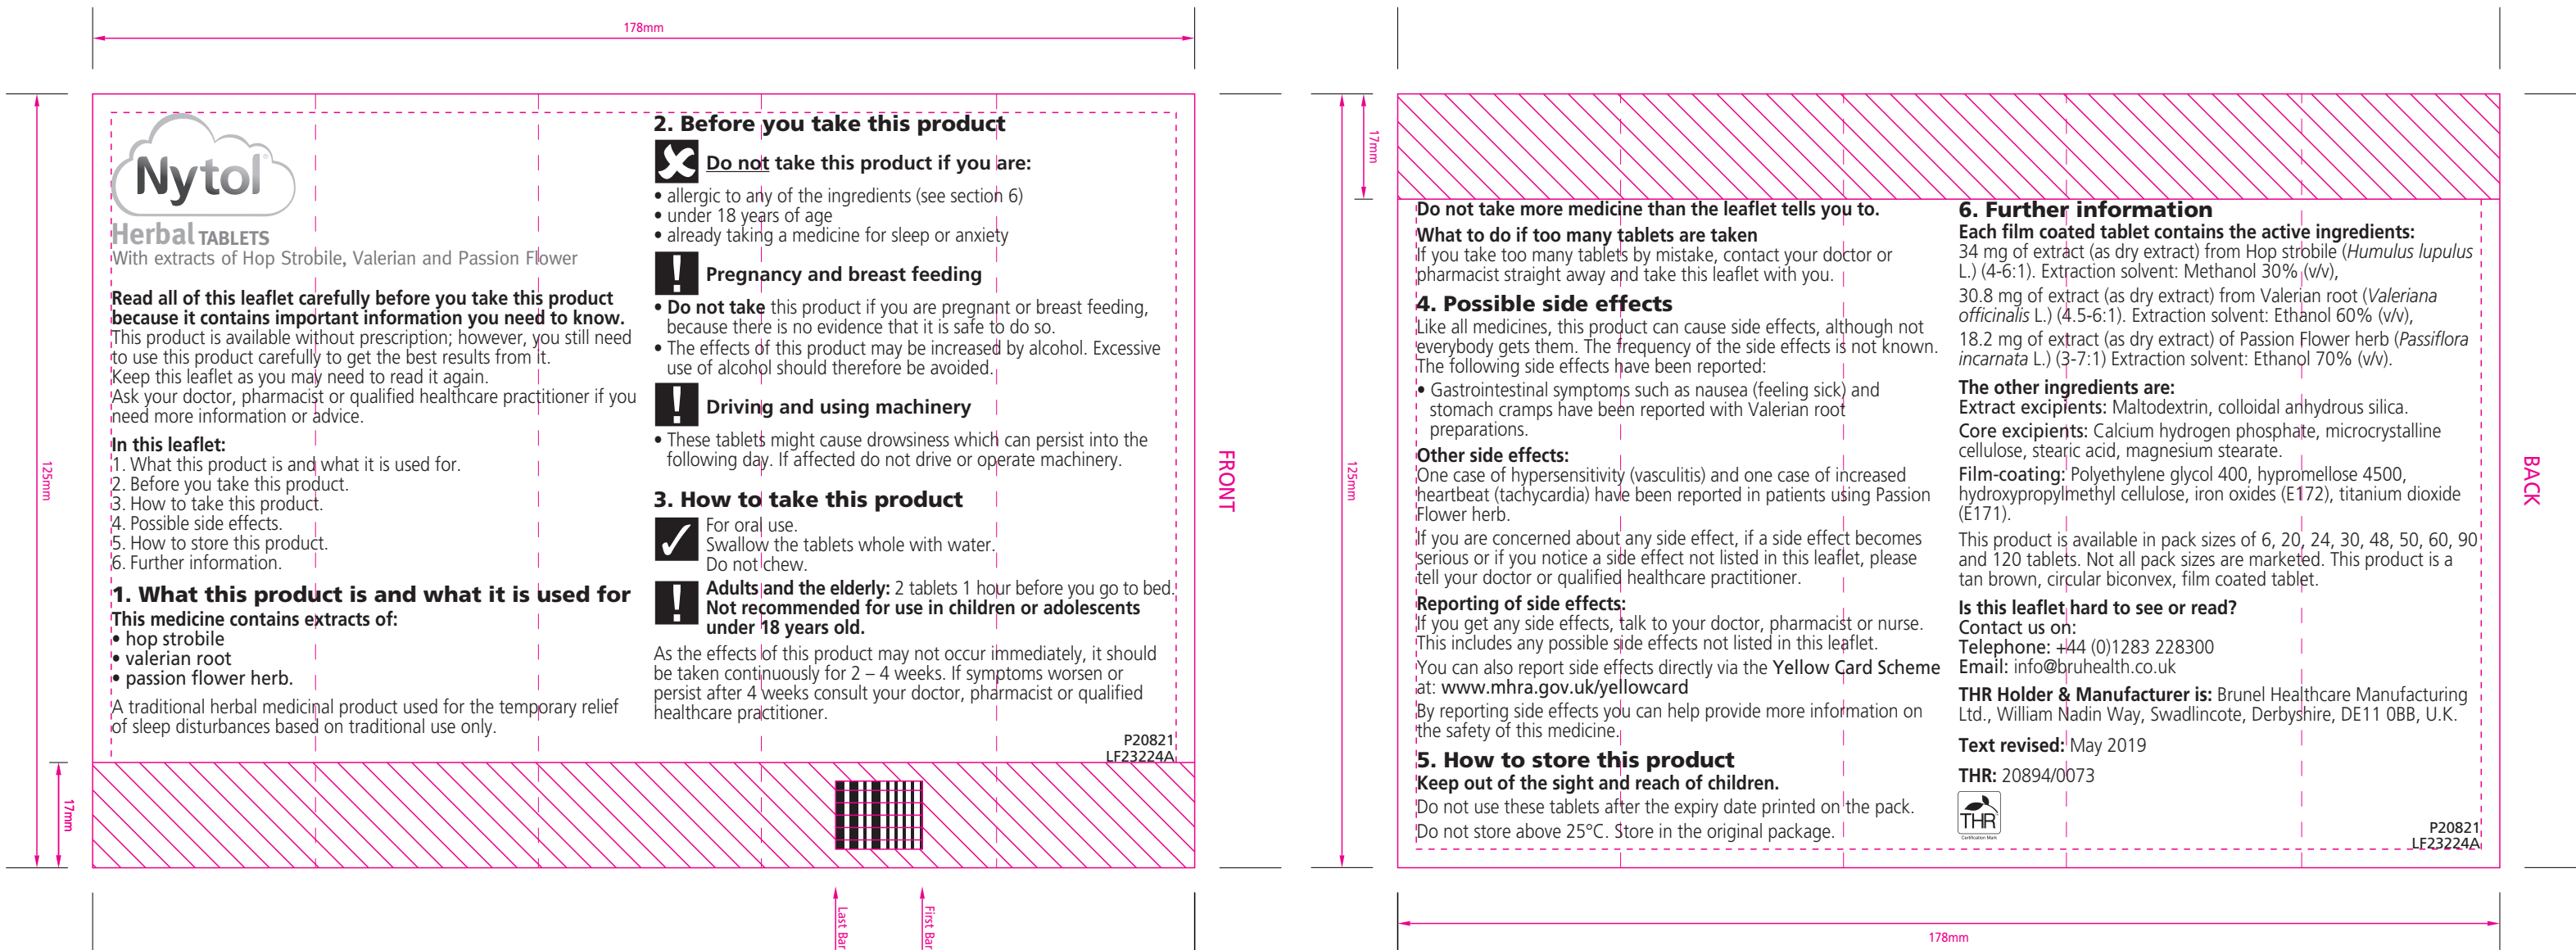 178mm
125mm
17mm
Nytol®
Herbal TABLETS
With extracts of Hop Strobile, Valerian and Passion Flower
Read all of this leaflet carefully before you take this product
because it contains important information you need to know.
This product is available without prescription; however, you still need
to use this product carefully to get the best results from it.
Keep this leaflet as you may need to read it again.
Ask your doctor, pharmacist or qualified healthcare practitioner if you
need more information or advice.
In this leaflet:
1. What this product is and what it is used for.
2. Before you take this product.
3. How to take this product.
4. Possible side effects.
5. How to store this product.
6. Further information.
1. What this product is and what it is used for
This medicine contains extracts of:
• hop strobile
• valerian root
• passion flower herb.
A traditional herbal medicinal product used for the temporary relief
of sleep disturbances based on traditional use only.
2. Before you take this product
Do not take this product if you are:
• allergic to any of the ingredients (see section 6)
• under 18 years of age
• already taking a medicine for sleep or anxiety
! Pregnancy and breast feeding
• Do not take this product if you are pregnant or breast feeding,
because there is no evidence that it is safe to do so.
• The effects of this product may be increased by alcohol. Excessive
use of alcohol should therefore be avoided.
! Driving and using machinery
• These tablets might cause drowsiness which can persist into the
following day. If affected do not drive or operate machinery.
3. How to take this product
For oral use.
Swallow the tablets whole with water.
Do not chew.
! Adults and the elderly: 2 tablets 1 hour before you go to bed.
Not recommended for use in children or adolescents
under 18 years old.
As the effects of this product may not occur immediately, it should
be taken continuously for 2 – 4 weeks. If symptoms worsen or
persist after 4 weeks consult your doctor, pharmacist or qualified
healthcare practitioner.
P20821
LF23224A
Last Bar
First Bar
FRONT
125mm
17mm
Do not take more medicine than the leaflet tells you to.
What to do if too many tablets are taken
If you take too many tablets by mistake, contact your doctor or
pharmacist straight away and take this leaflet with you.
4. Possible side effects
Like all medicines, this product can cause side effects, although not
everybody gets them. The frequency of the side effects is not known.
The following side effects have been reported:
• Gastrointestinal symptoms such as nausea (feeling sick) and
stomach cramps have been reported with Valerian root
preparations.
Other side effects:
One case of hypersensitivity (vasculitis) and one case of increased
heartbeat (tachycardia) have been reported in patients using Passion
Flower herb.
If you are concerned about any side effect, if a side effect becomes
serious or if you notice a side effect not listed in this leaflet, please
tell your doctor or qualified healthcare practitioner.
Reporting of side effects:
If you get any side effects, talk to your doctor, pharmacist or nurse.
This includes any possible side effects not listed in this leaflet.
You can also report side effects directly via the Yellow Card Scheme
at: www.mhra.gov.uk/yellowcard
By reporting side effects you can help provide more information on
the safety of this medicine.
5. How to store this product
Keep out of the sight and reach of children.
Do not use these tablets after the expiry date printed on the pack.
Do not store above 25°C. Store in the original package.
6. Further information
Each film coated tablet contains the active ingredients:
34 mg of extract (as dry extract) from Hop strobile (Humulus lupulus
L.) (4-6:1). Extraction solvent: Methanol 30% (v/v),
30.8 mg of extract (as dry extract) from Valerian root (Valeriana
officinalis L.) (4.5-6:1). Extraction solvent: Ethanol 60% (v/v),
18.2 mg of extract (as dry extract) of Passion Flower herb (Passiflora
incarnata L.) (3-7:1) Extraction solvent: Ethanol 70% (v/v).
The other ingredients are:
Extract excipients: Maltodextrin, colloidal anhydrous silica.
Core excipients: Calcium hydrogen phosphate, microcrystalline
cellulose, stearic acid, magnesium stearate.
Film-coating: Polyethylene glycol 400, hypromellose 4500,
hydroxypropylmethyl cellulose, iron oxides (E172), titanium dioxide
(E171).
This product is available in pack sizes of 6, 20, 24, 30, 48, 50, 60, 90
and 120 tablets. Not all pack sizes are marketed. This product is a
tan brown, circular biconvex, film coated tablet.
Is this leaflet hard to see or read?
Contact us on:
Telephone: +44 (0)1283 228300
Email: info@bruhealth.co.uk
THR Holder & Manufacturer is: Brunel Healthcare Manufacturing
Ltd., William Nadin Way, Swadlincote, Derbyshire, DE11 0BB, U.K.
Text revised: May 2019
THR: 20894/0073
THR
Certification Mark
P20821
LF23224A
BACK
178mm